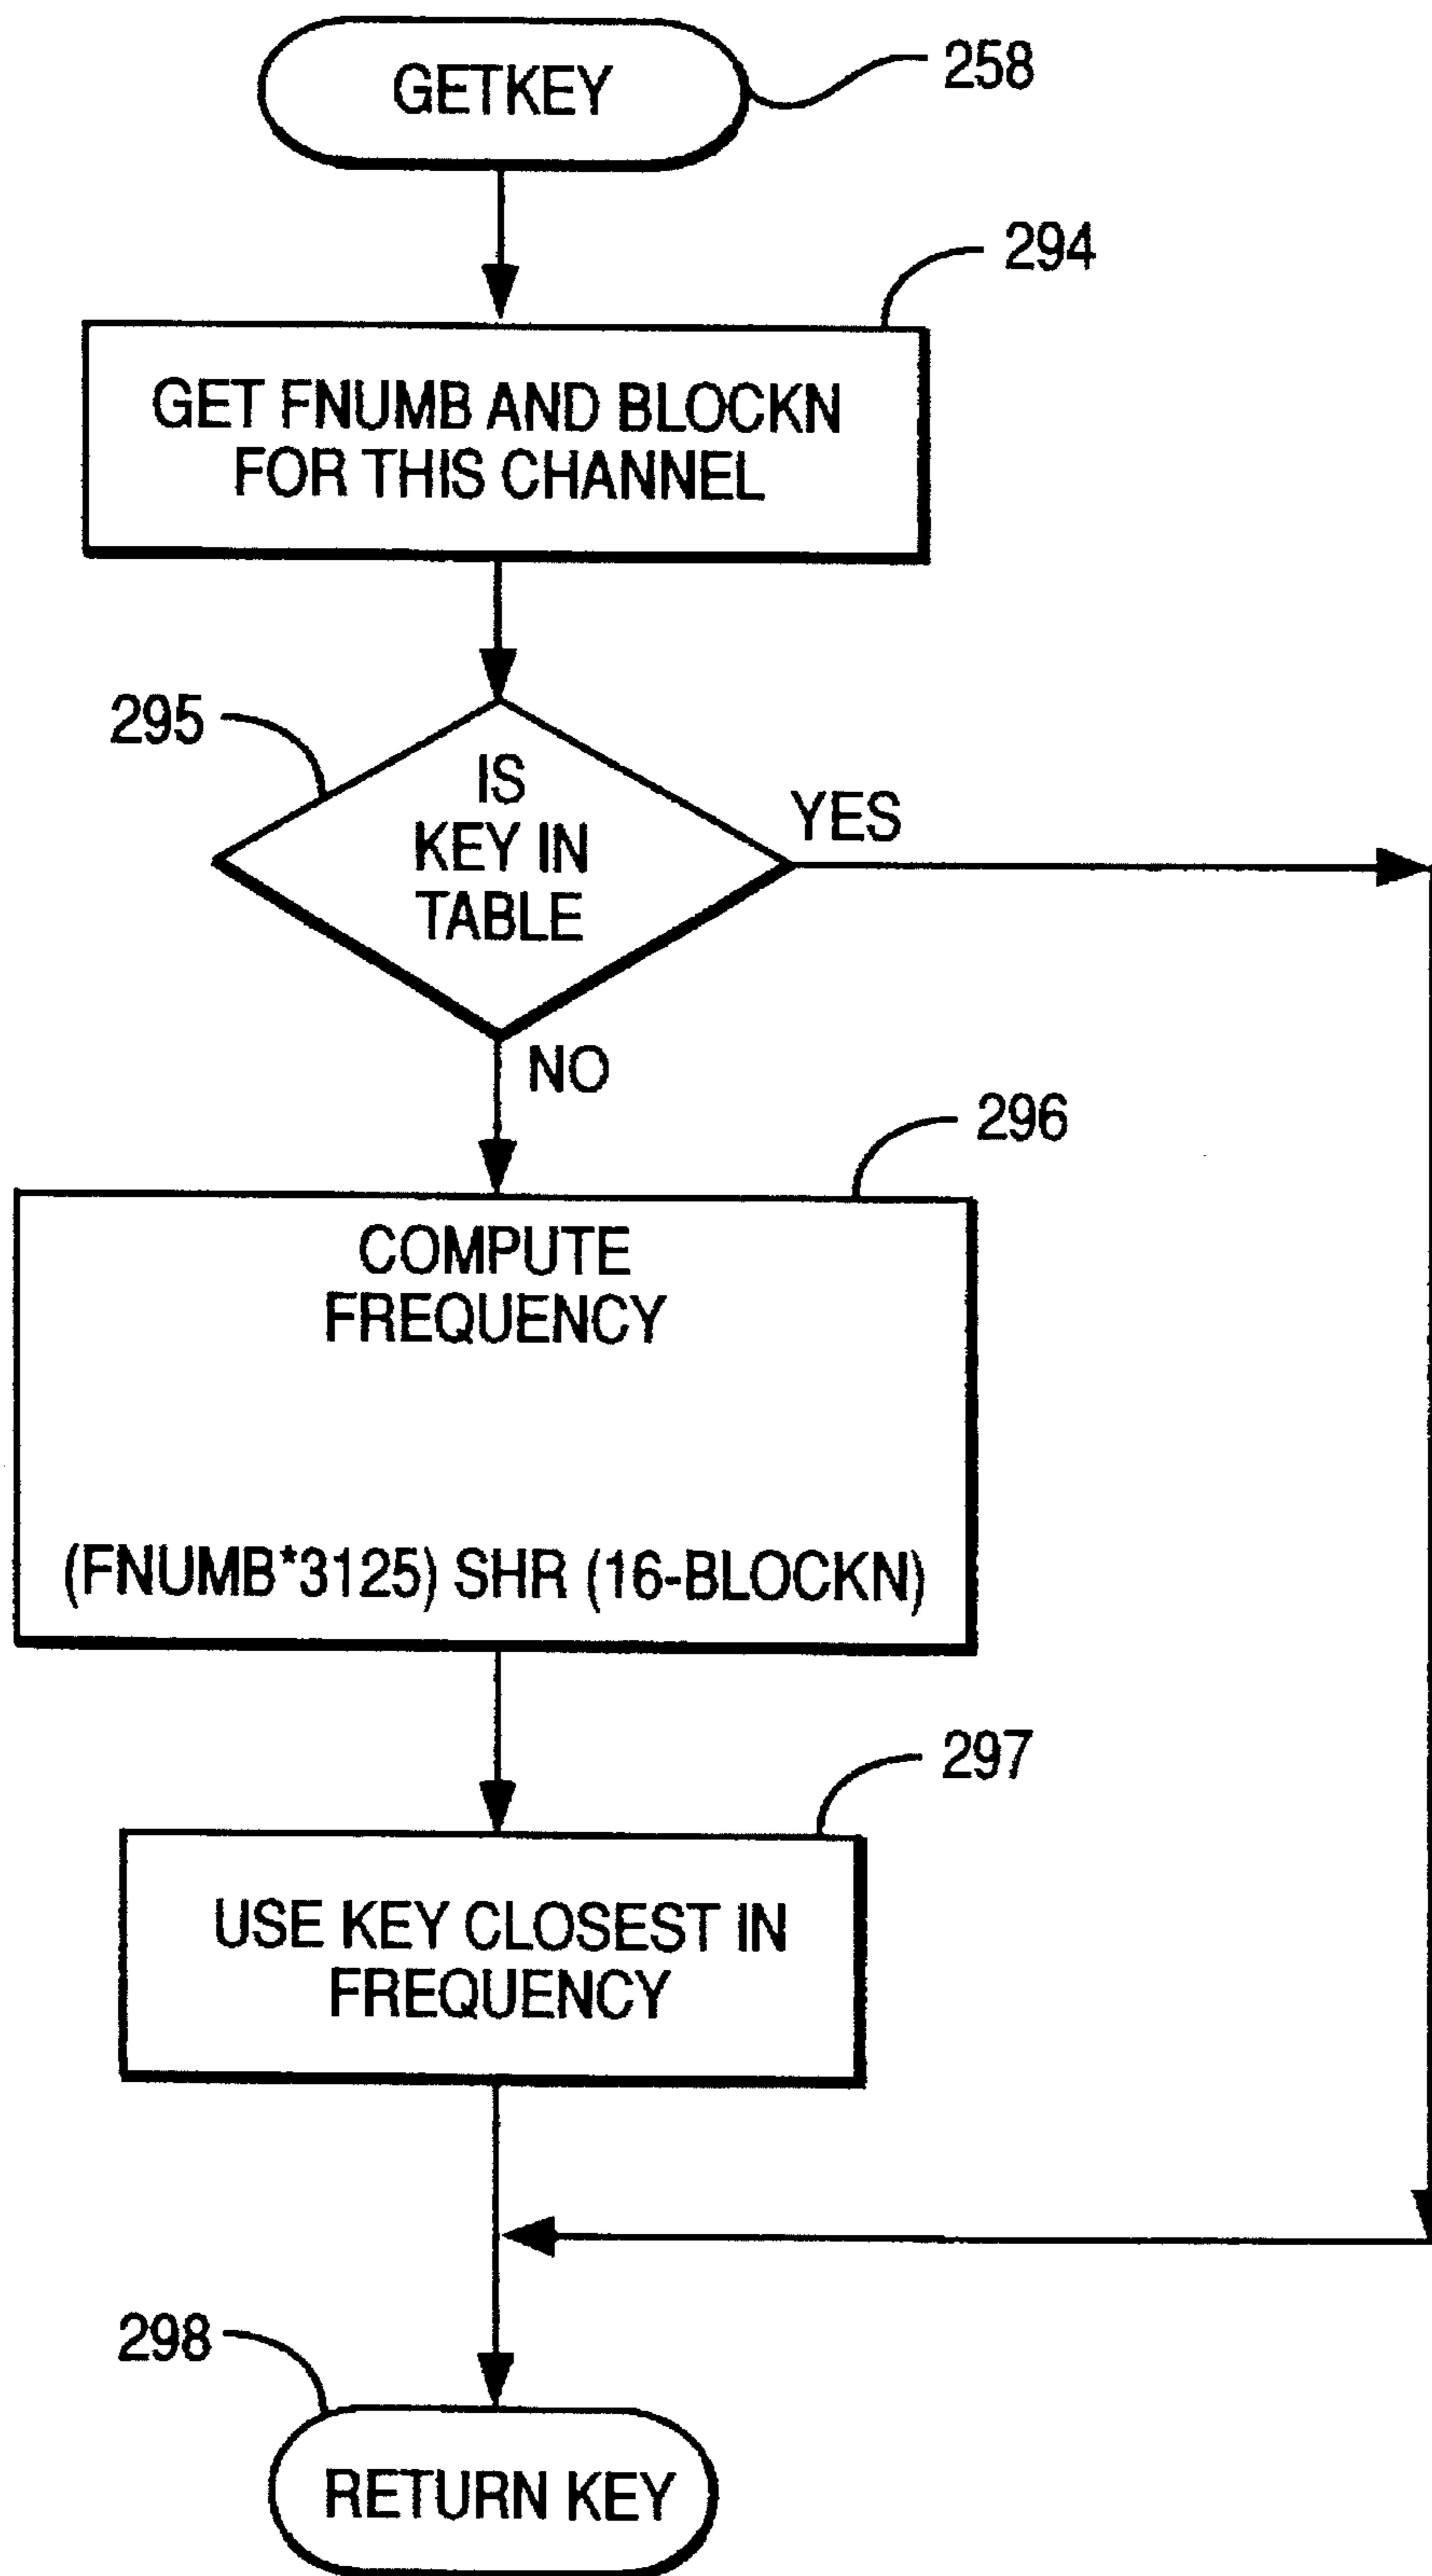 GETKEY
258
294
GET FNUMB AND BLOCKN
FOR THIS CHANNEL
295
IS
KEY IN
TABLE
YES
NO
296
COMPUTE
FREQUENCY
(FNUMB*3125) SHR (16-BLOCKN)
297
USE KEY CLOSEST IN
FREQUENCY
298
RETURN KEY